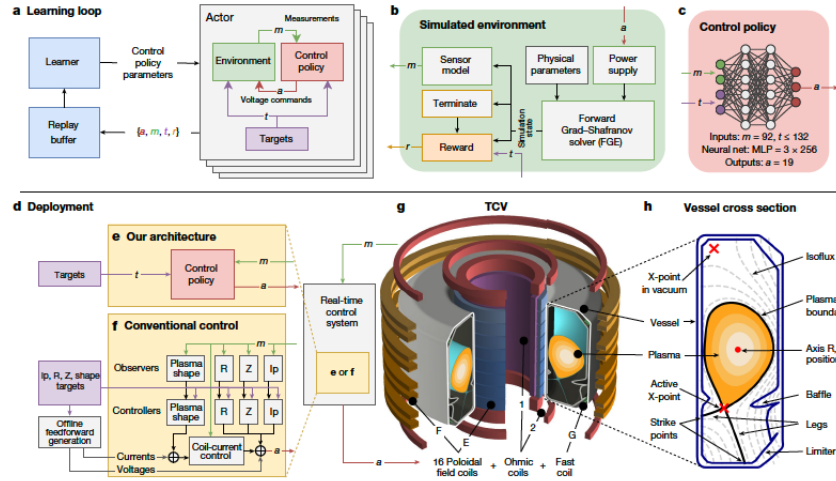 a Learning loop
Actor
Measurements
m
Learner
Control
policy
parameters
Environment
Control
policy
a
Voltage commands
t
Replay
buffer
{a, m, t, r}
Targets
b Simulated environment
a
m
Sensor
model
Physical
parameters
Power
supply
Terminate
Simulation
state
Forward
Grad–Shafranov
solver (FGE)
r
Reward
t
c Control policy
m
t
a
Inputs: m = 92, t ≤ 132
Neural net: MLP = 3 × 256
Outputs: a = 19
d Deployment
e Our architecture
Targets
t
Control
policy
m
a
f Conventional control
m
Observers
Plasma
shape
R
Z
Ip
Ip, R, Z, shape
targets
Controllers
Plasma
shape
R
Z
Ip
Offline
feedforward
generation
Coil-current
control
a
Currents
Voltages
m
Real-time
control
system
e or f
a
g TCV
Vessel
Plasma
1
2
F
E
G
16 Poloidal
field coils
+
Ohmic
coils
+
Fast
coil
h Vessel cross section
X-point
in vacuum
Isoflux
Plasma
Axis R,
Active
X-point
Baffle
Strike
points
Legs
Limiter